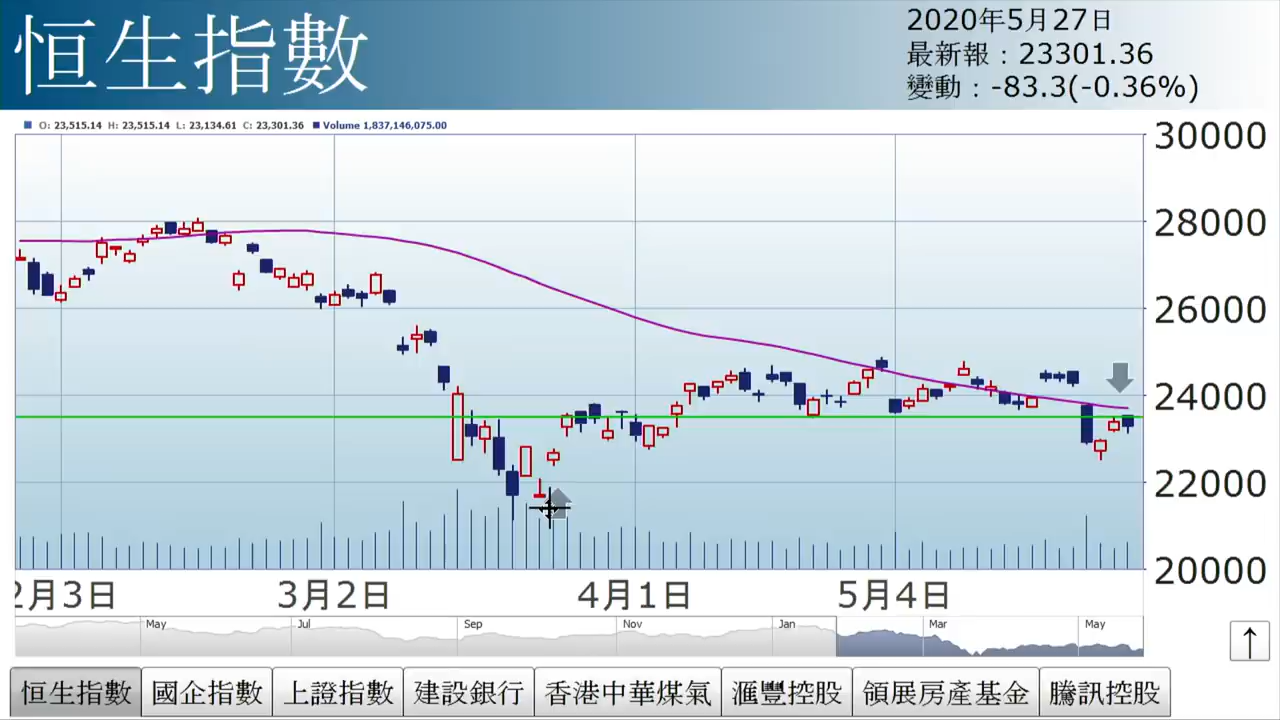 恒生指數
2020年5月27日
最新報：23301.36
變動：-83.3(-0.36%)
O: 23,515.14 H: 23,515.14 L: 23,134.61 C: 23,301.36 Volume 1,837,146,075.00
30000
28000
26000
24000
22000
20000
2月3日 3月2日 4月1日 5月4日
May Jul Sep Nov Jan Mar May
恒生指數 國企指數 上證指數 建設銀行 香港中華煤氣 滙豐控股 領展房產基金 騰訊控股